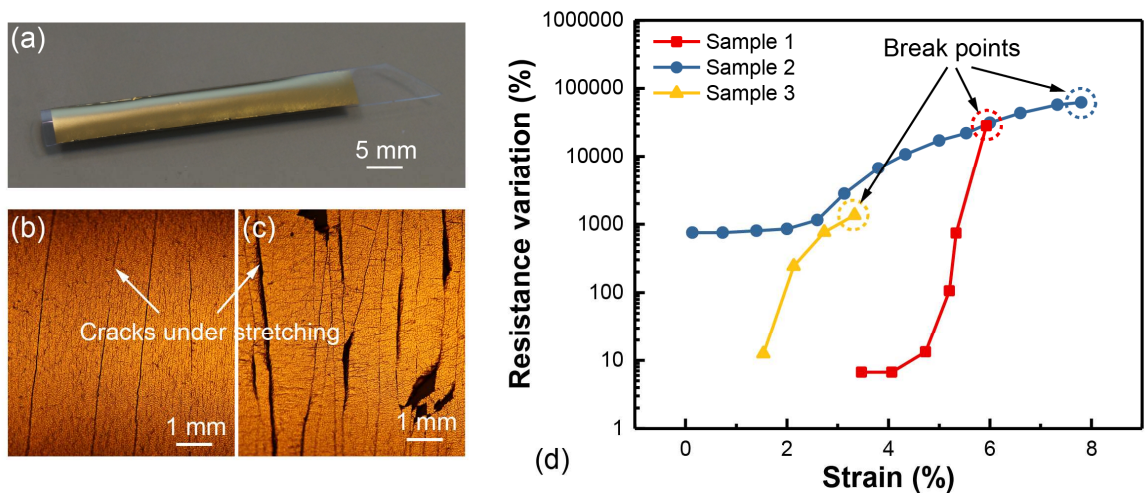 (a)
5 mm
(b)
(c)
Cracks under stretching
1 mm
1 mm
Resistance variation (%)
1000000
100000
10000
1000
100
10
1
Sample 1
Sample 2
Sample 3
Break points
0
2
4
6
8
Strain (%)
(d)